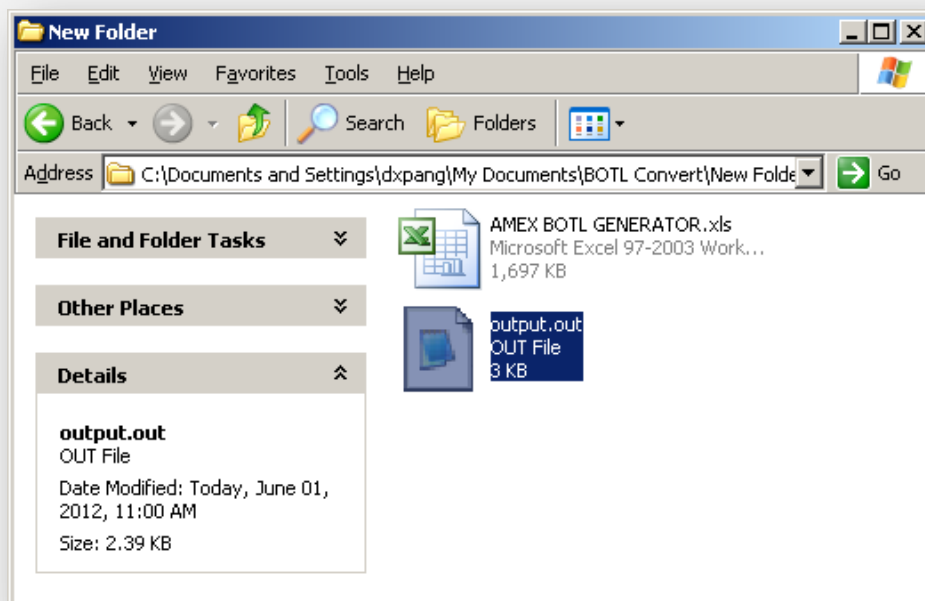 New Folder
File Edit View Favorites Tools Help
Back Search Folders
Address C:\Documents and Settings\dxpang\My Documents\BOTL Convert\New Folde Go
File and Folder Tasks
Other Places
Details
output.out
OUT File
Date Modified: Today, June 01,
2012, 11:00 AM
Size: 2.39 KB
AMEX BOTL GENERATOR.xls
Microsoft Excel 97-2003 Work...
1,697 KB
output.out
OUT File
3 KB